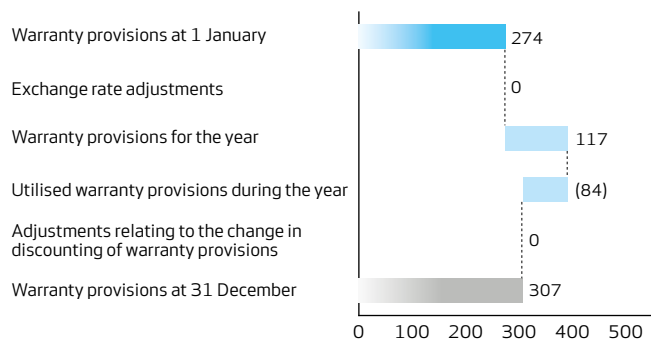 Warranty provisions at 1 January
274
Exchange rate adjustments
0
Warranty provisions for the year
117
Utilised warranty provisions during the year
(84)
Adjustments relating to the change in
discounting of warranty provisions
0
Warranty provisions at 31 December
307
0 100 200 300 400 500